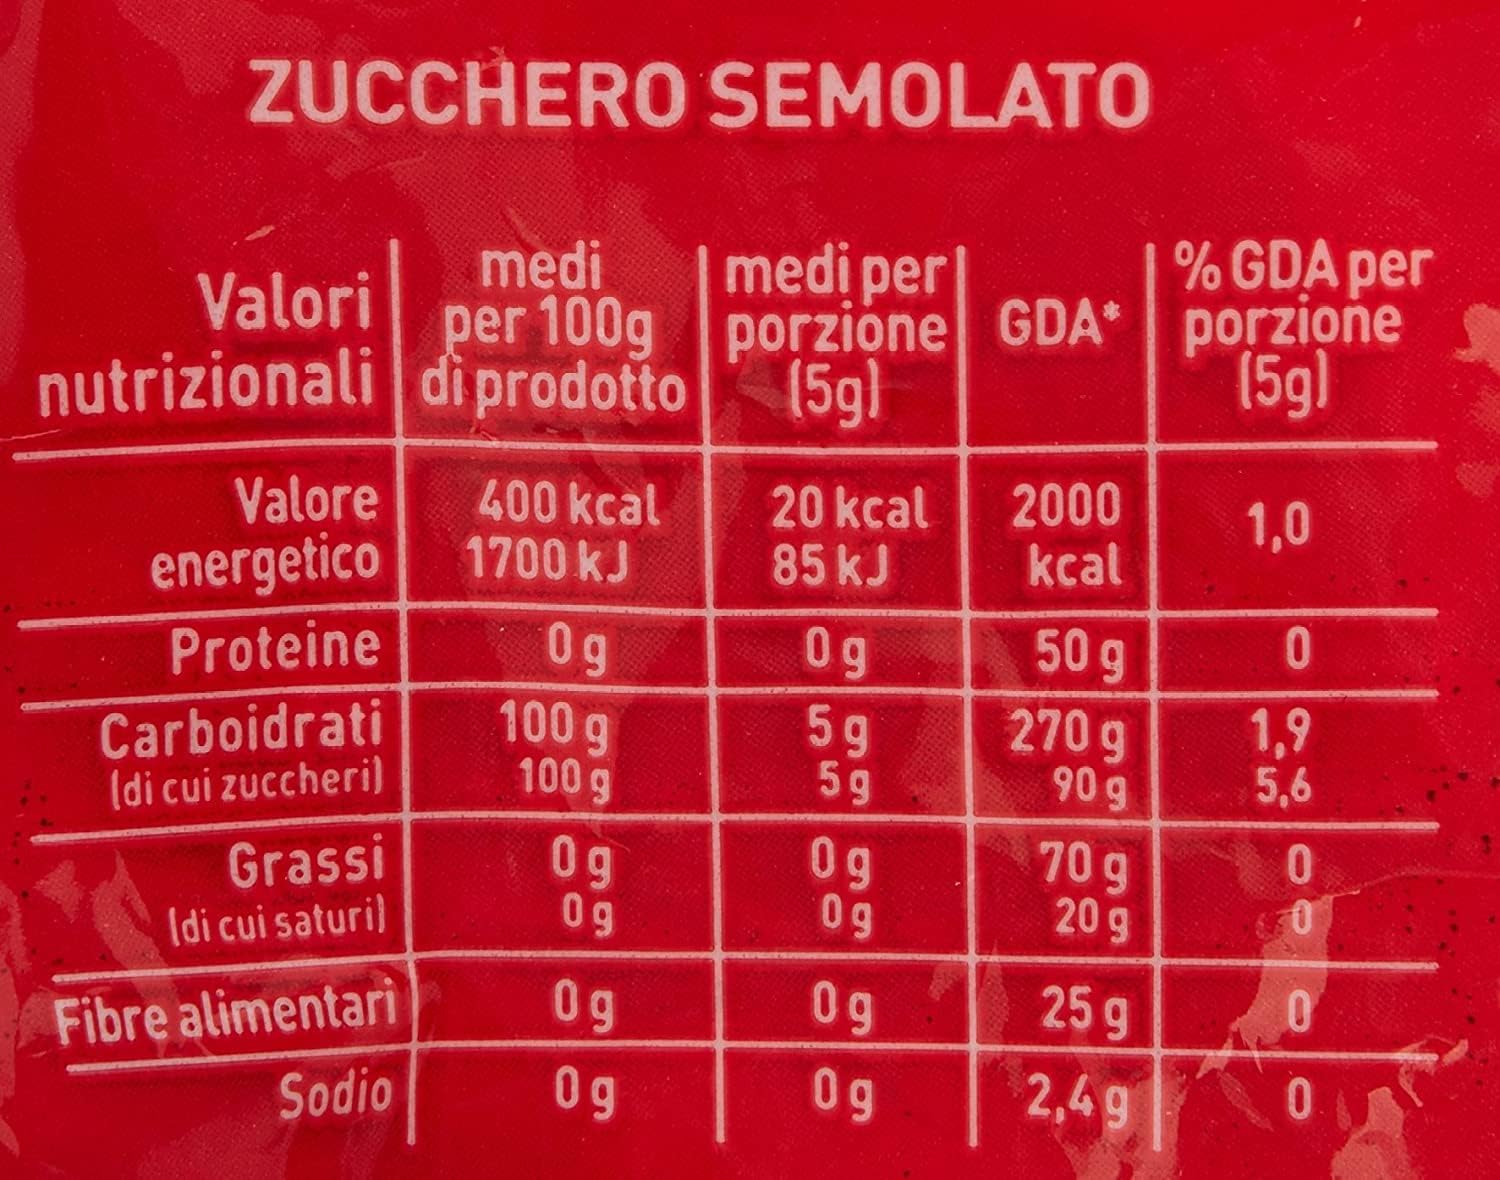 ZUCCHERO SEMOLATO
Valori nutrizionali | medi per 100g di prodotto | medi per porzione (5g) | GDA* | % GDA per porzione (5g)
Valore energetico | 400 kcal 1700 kJ | 20 kcal 85 kJ | 2000 kcal | 1,0
Proteine | 0 g | 0 g | 50 g | 0
Carboidrati | 100 g | 5 g | 270 g | 1,9
(di cui zuccheri) | 100 g | 5 g | 90 g | 5,6
Grassi | 0 g | 0 g | 70 g | 0
(di cui saturi) | 0 g | 0 g | 20 g | 0
Fibre alimentari | 0 g | 0 g | 25 g | 0
Sodio | 0 g | 0 g | 2,4 g | 0